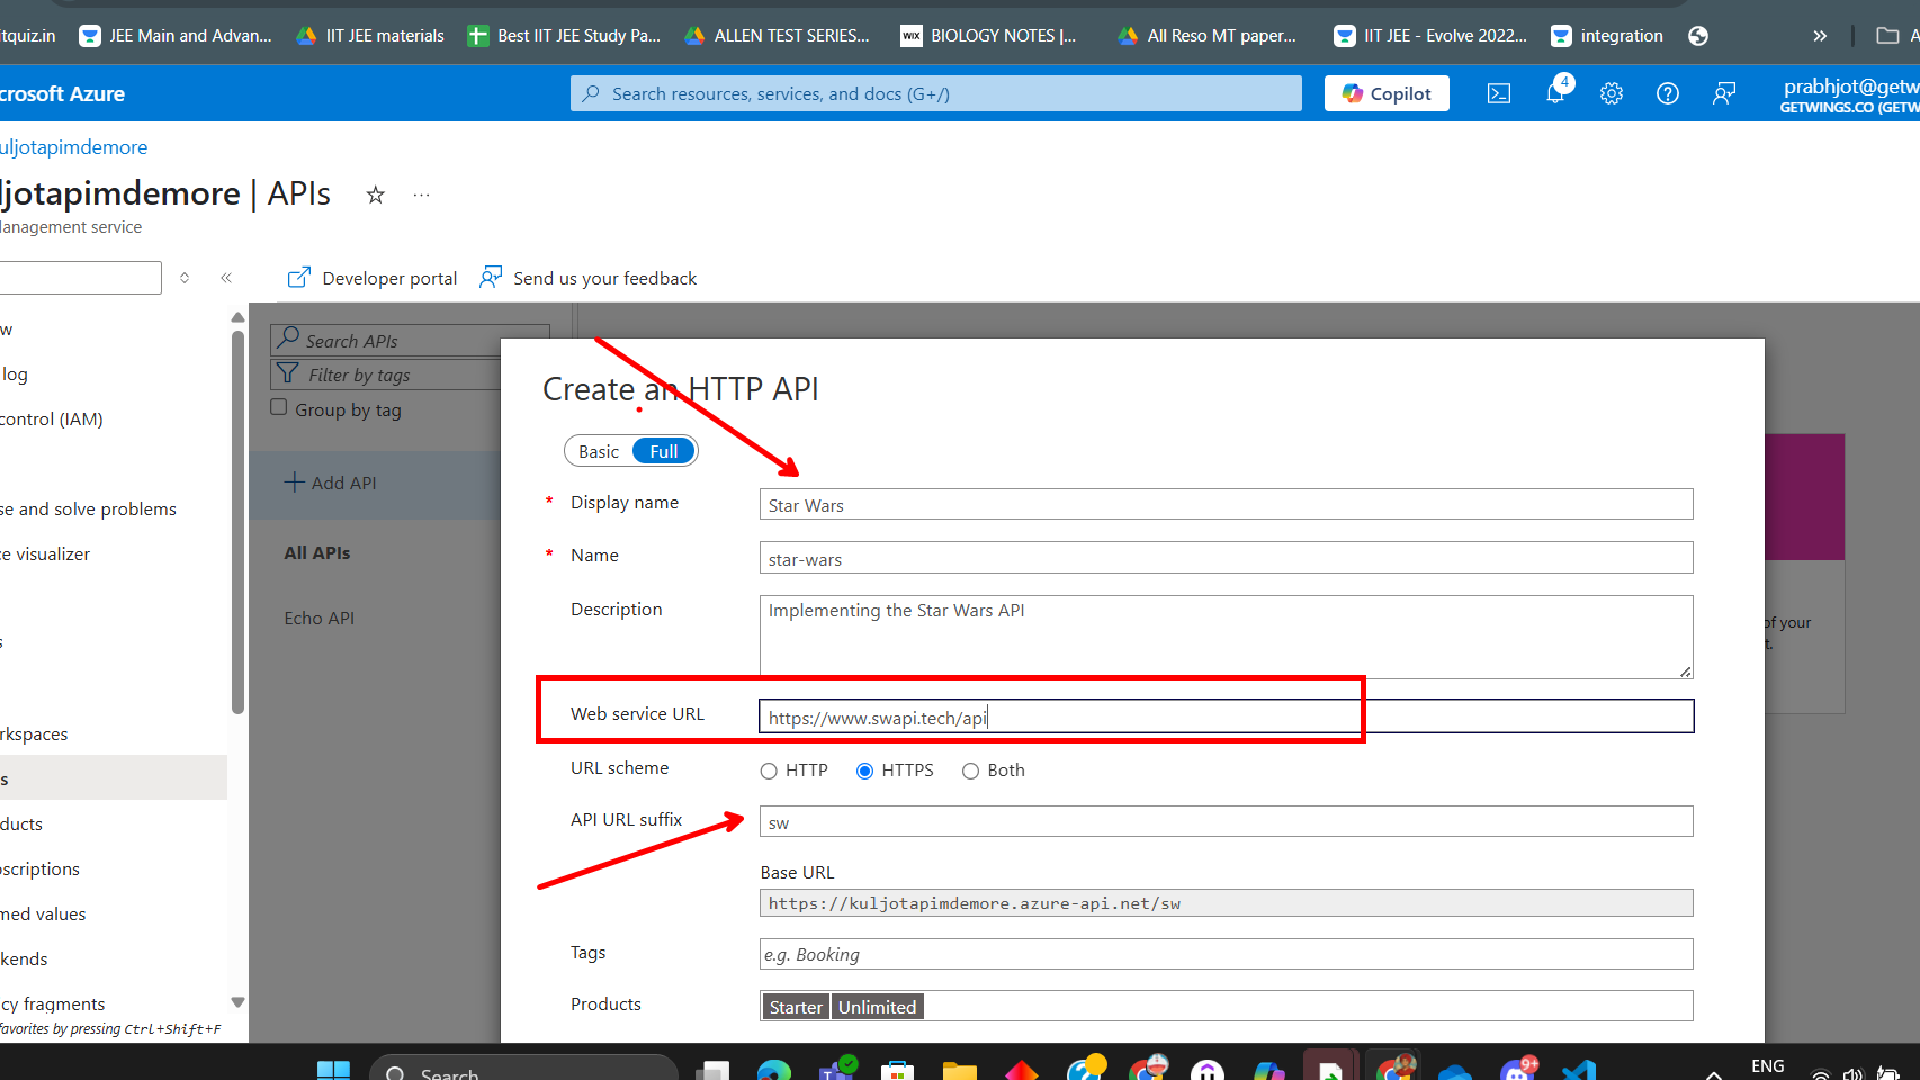 itquiz.in JEE Main and Advan... IIT JEE materials Best IIT JEE Study Pa... ALLEN TEST SERIES... WIX BIOLOGY NOTES |... All Reso MT paper... IIT JEE - Evolve 2022... integration » A
crosoft Azure Search resources, services, and docs (G+/) Copilot 4 prabhjot@getw
GETWINGS.CO (GETW
uljotapimdemore
ljotapimdemore | APIs ☆ ...
Management service
« Developer portal Send us your feedback
w
log
control (IAM)
se and solve problems
ce visualizer
s
rkspaces
s
ducts
bscriptions
med values
kends
cy fragments
favorites by pressing Ctrl+Shift+F
Search APIs
Filter by tags
Group by tag
+ Add API
All APIs
Echo API
Create an HTTP API
Basic Full
* Display name Star Wars
* Name star-wars
Description Implementing the Star Wars API
Web service URL https://www.swapi.tech/api
URL scheme HTTP HTTPS Both
API URL suffix sw
Base URL
https://kuljotapimdemore.azure-api.net/sw
Tags e.g. Booking
Products Starter Unlimited
of your
t.
Search 9+ ENG